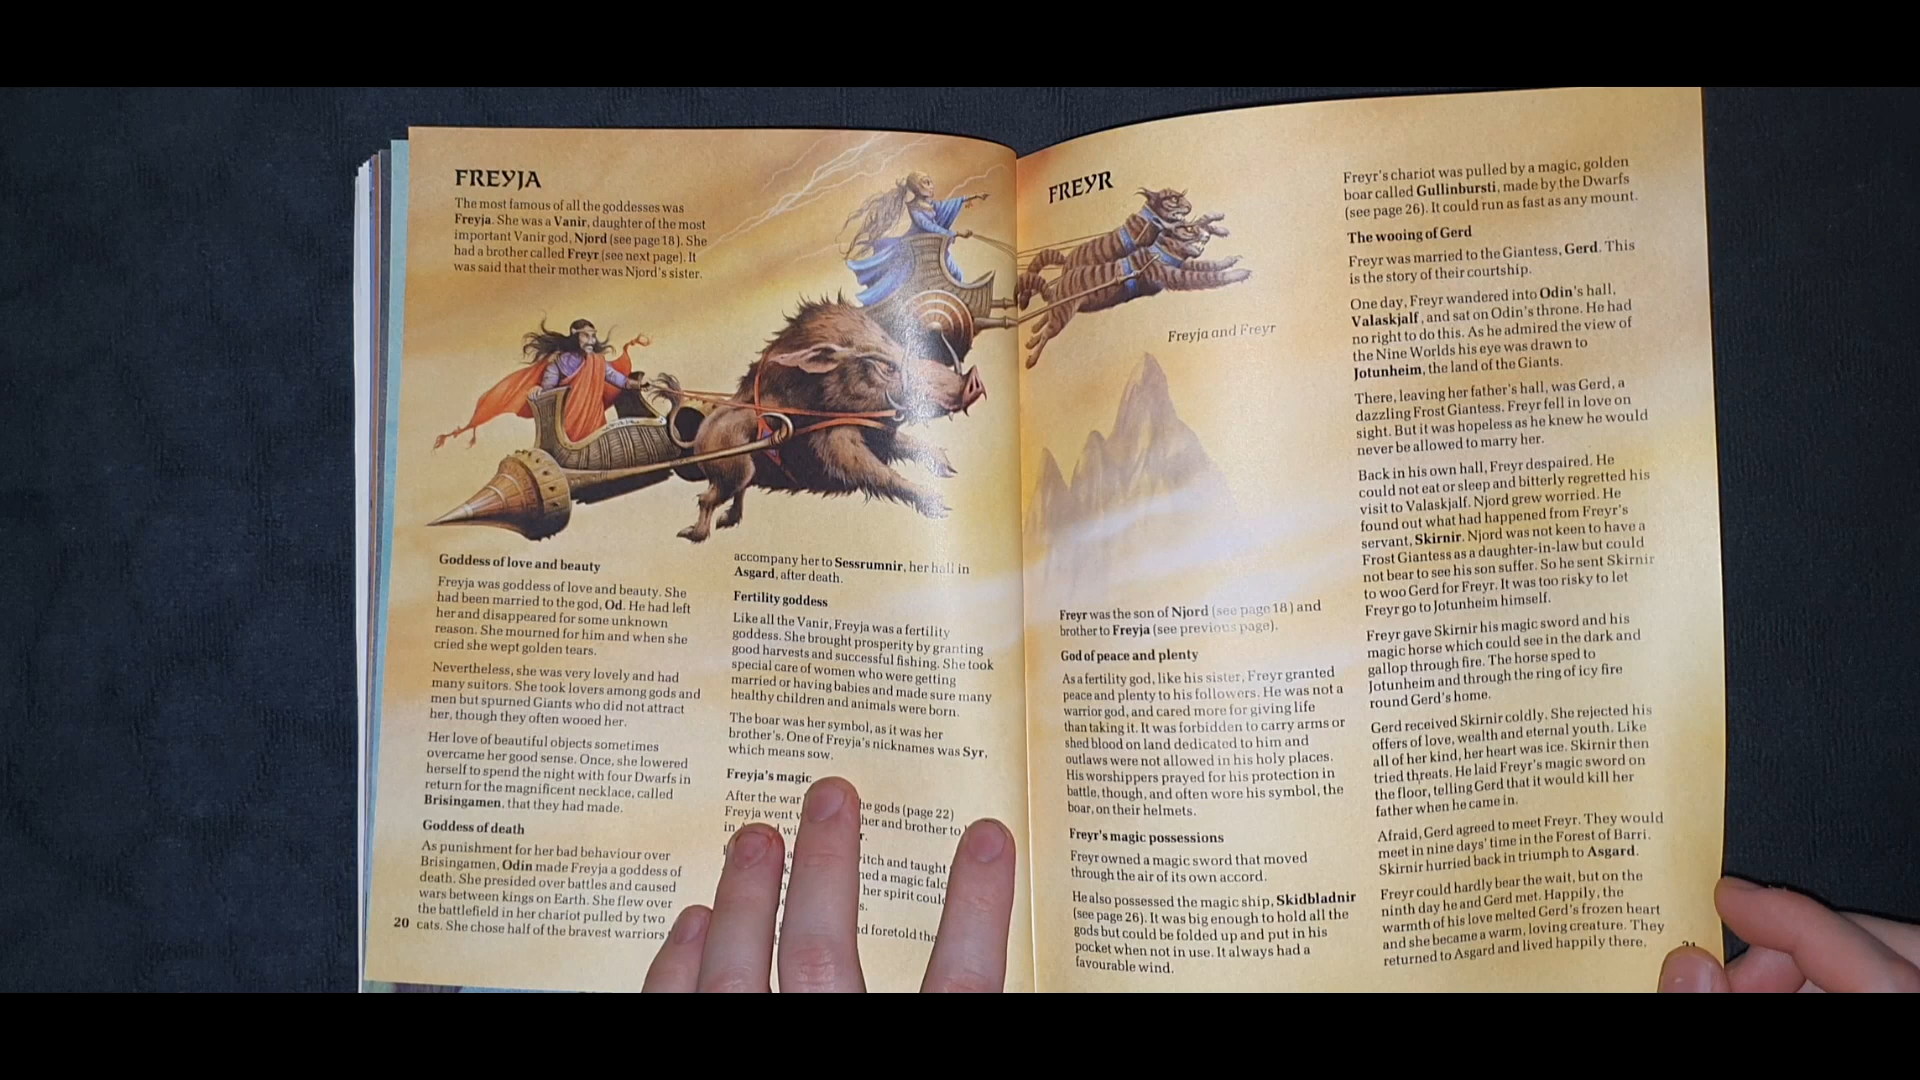 FREYJA
The most famous of all the goddesses was
Freyja. She was a Vanir, daughter of the most
important Vanir god, Njord (see page 18). She
had a brother called Freyr (see next page). It
was said that their mother was Njord's sister.
Goddess of love and beauty
Freyja was goddess of love and beauty. She
had been married to the god, Od. He had left
her and disappeared for some unknown
reason. She mourned for him and when she
cried she wept golden tears.
Nevertheless, she was very lovely and had
many suitors. She took lovers among gods and
men but spurned Giants who did not attract
her, though they often wooed her.
Her love of beautiful objects sometimes
overcame her good sense. Once, she lowered
herself to spend the night with four Dwarfs in
return for the magnificent necklace, called
Brisingamen, that they had made.
Goddess of death
As punishment for her bad behaviour over
Brisingamen, Odin made Freyja a goddess of
death. She presided over battles and caused
wars between kings on Earth. She flew over
the battlefield in her chariot pulled by two
20 cats. She chose half of the bravest warriors
accompany her to Sessrumnir, her hall in
Asgard, after death.
Fertility goddess
Like all the Vanir, Freyja was a fertility
goddess. She brought prosperity by granting
good harvests and successful fishing. She took
special care of women who were getting
married or having babies and made sure many
healthy children and animals were born.
The boar was her symbol, as it was her
brother's. One of Freyja's nicknames was Syr,
which means sow.
Freyja's magic
After the war he gods (page 22)
Freyja went her and brother to
in
and taught
her spirit
foretold the
FREYR
Freyja and Freyr
Freyr was the son of Njord (see page 18) and
brother to Freyja (see previous page).
God of peace and plenty
As a fertility god, like his sister, Freyr granted
peace and plenty to his followers. He was not a
warrior god, and cared more for giving life
than taking it. It was forbidden to carry arms or
shed blood on land dedicated to him and
outlaws were not allowed in his holy places.
His worshippers prayed for his protection in
battle, though, and often wore his symbol, the
boar, on their helmets.
Freyr's magic possessions
Freyr owned a magic sword that moved
through the air of its own accord.
He also possessed the magic ship, Skidbladnir
(see page 26). It was big enough to hold all the
gods but could be folded up and put in his
pocket when not in use. It always had a
favourable wind.
Freyr's chariot was pulled by a magic, golden
boar called Gullinbursti, made by the Dwarfs
(see page 26). It could run as fast as any mount.
The wooing of Gerd
Freyr was married to the Giantess, Gerd. This
is the story of their courtship.
One day, Freyr wandered into Odin's hall,
Valaskjalf, and sat on Odin's throne. He had
no right to do this. As he admired the view of
the Nine Worlds his eye was drawn to
Jotunheim, the land of the Giants.
There, leaving her father's hall, was Gerd, a
dazzling Frost Giantess. Freyr fell in love on
sight. But it was hopeless as he knew he would
never be allowed to marry her.
Back in his own hall, Freyr despaired. He
could not eat or sleep and bitterly regretted his
visit to Valaskjalf. Njord grew worried. He
found out what had happened from Freyr's
servant, Skirnir. Njord was not keen to have a
Frost Giantess as a daughter-in-law but could
not bear to see his son suffer. So he sent Skirnir
to woo Gerd for Freyr. It was too risky to let
Freyr go to Jotunheim himself.
Freyr gave Skirnir his magic sword and his
magic horse which could see in the dark and
gallop through fire. The horse sped to
Jotunheim and through the ring of icy fire
round Gerd's home.
Gerd received Skirnir coldly. She rejected his
offers of love, wealth and eternal youth. Like
all of her kind, her heart was ice. Skirnir then
tried threats. He laid Freyr's magic sword on
the floor, telling Gerd that it would kill her
father when he came in.
Afraid, Gerd agreed to meet Freyr. They would
meet in nine days' time in the Forest of Barri.
Skirnir hurried back in triumph to Asgard.
Freyr could hardly bear the wait, but on the
ninth day he and Gerd met. Happily, the
warmth of his love melted Gerd's frozen heart
and she became a warm, loving creature. They
returned to Asgard and lived happily there,